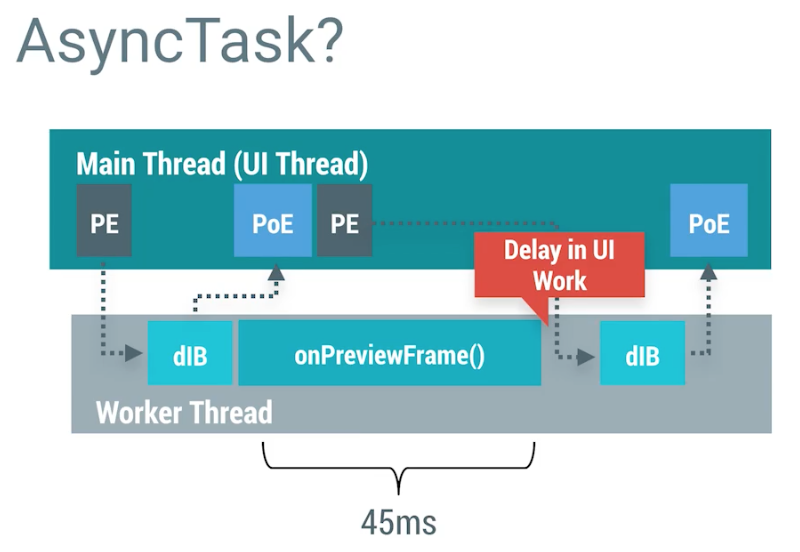 AsyncTask?
Main Thread (UI Thread)
PE
PoE
PE
PoE
Delay in UI
Work
dIB
onPreviewFrame()
dIB
Worker Thread
45ms